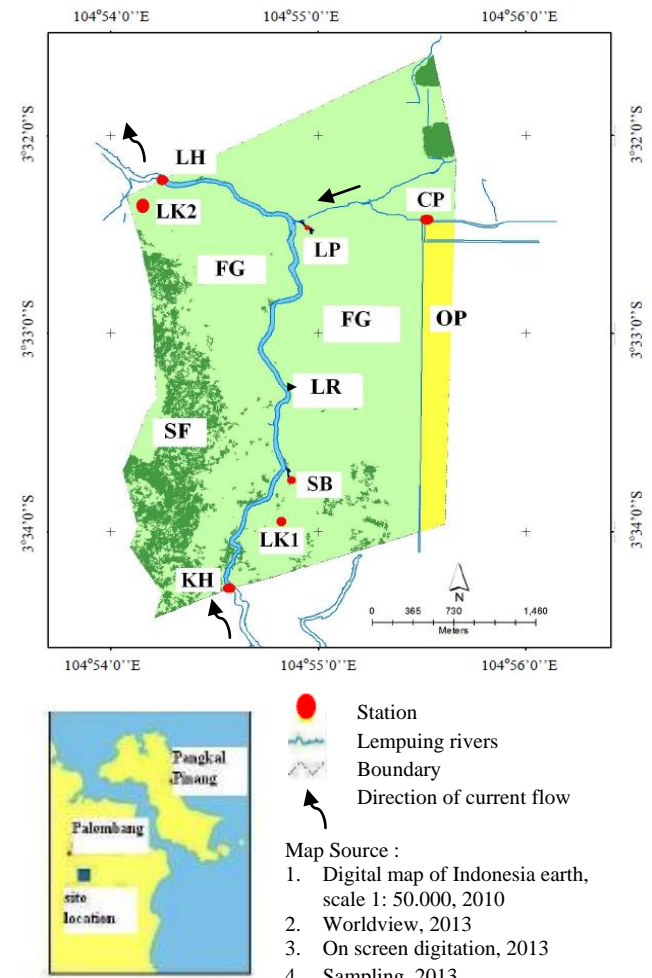 104°54'0''E 104°55'0''E 104°56'0''E
3°32'0''S
3°32'0''S
LH
LK2
CP
LP
FG
FG
OP
3°33'0''S
3°33'0''S
LR
SF
SB
LK1
3°34'0''S
3°34'0''S
KH
N
0 365 730 1,460
Meters
104°54'0''E 104°55'0''E 104°56'0''E
Pangkal
Pinang
Palembang
site
location
Station
Lempuing rivers
Boundary
Direction of current flow
Map Source :
1. Digital map of Indonesia earth,
scale 1: 50.000, 2010
2. Worldview, 2013
3. On screen digitation, 2013
4. Sampling, 2013